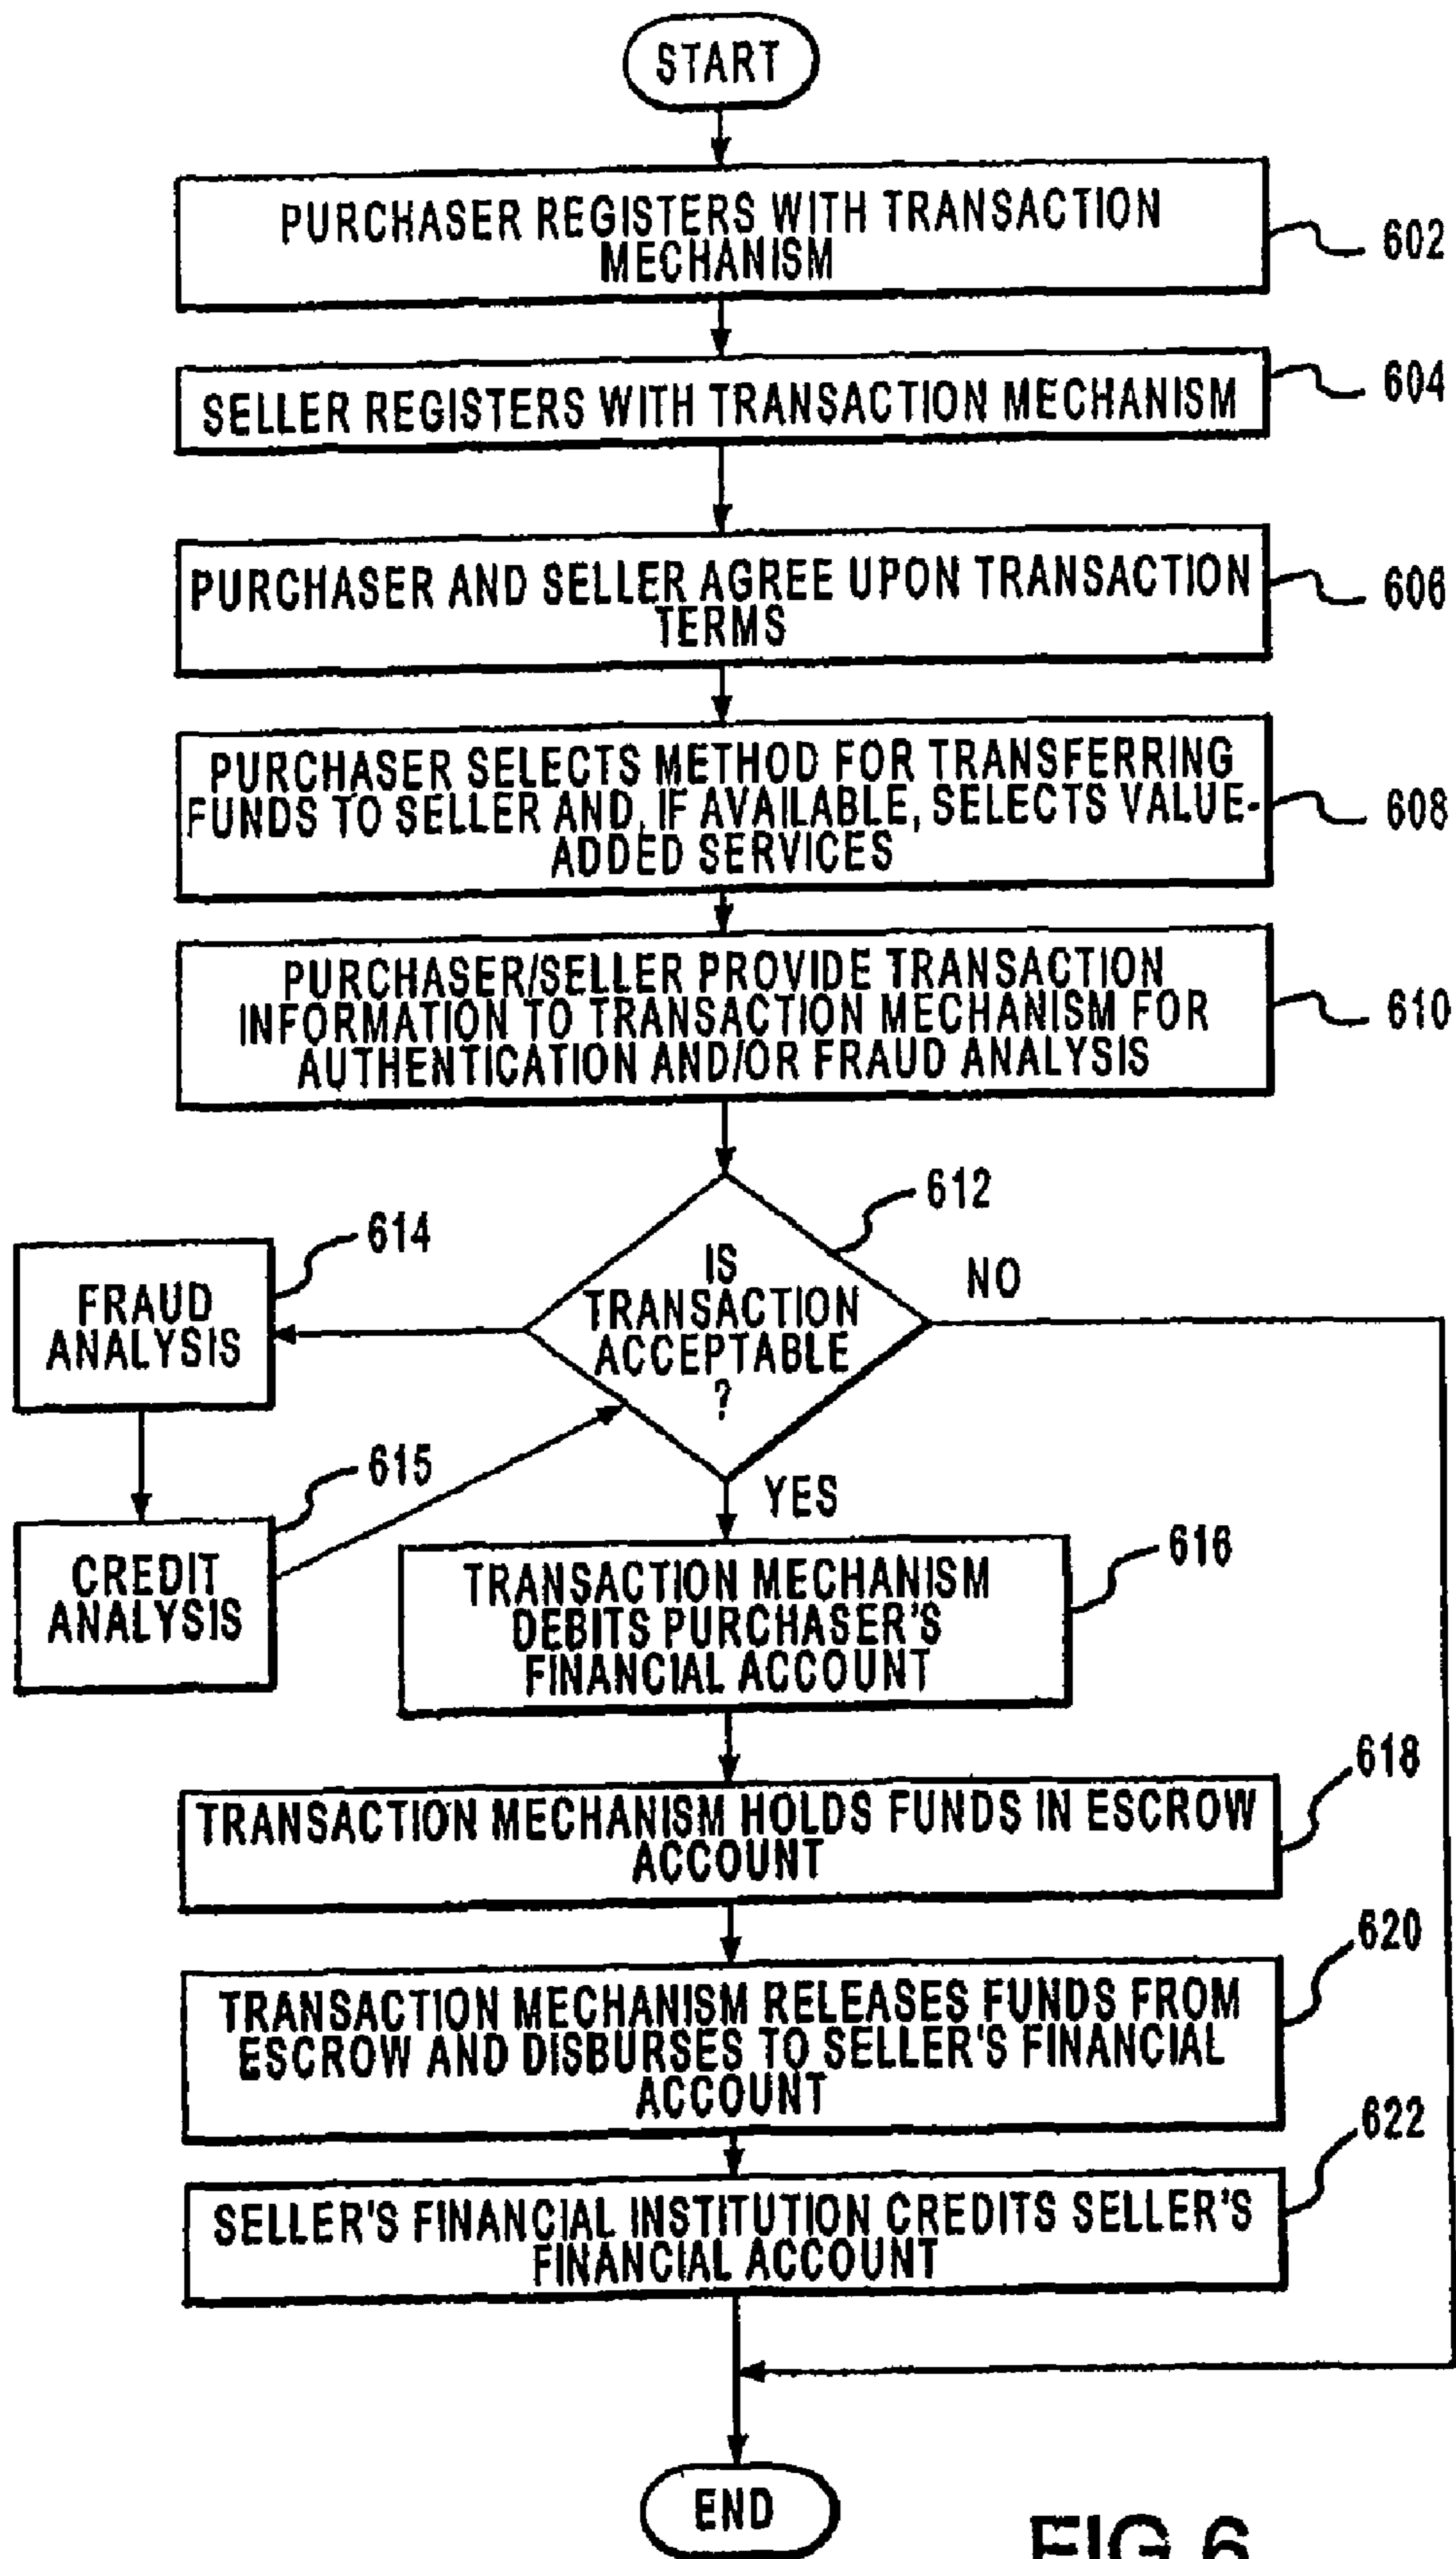 START
PURCHASER REGISTERS WITH TRANSACTION
MECHANISM
602
SELLER REGISTERS WITH TRANSACTION MECHANISM
604
PURCHASER AND SELLER AGREE UPON TRANSACTION
TERMS
606
PURCHASER SELECTS METHOD FOR TRANSFERRING
FUNDS TO SELLER AND, IF AVAILABLE, SELECTS VALUE-
ADDED SERVICES
608
PURCHASER/SELLER PROVIDE TRANSACTION
INFORMATION TO TRANSACTION MECHANISM FOR
AUTHENTICATION AND/OR FRAUD ANALYSIS
610
612
IS
TRANSACTION
ACCEPTABLE
?
NO
614
FRAUD
ANALYSIS
615
CREDIT
ANALYSIS
YES
616
TRANSACTION MECHANISM
DEBITS PURCHASER'S
FINANCIAL ACCOUNT
618
TRANSACTION MECHANISM HOLDS FUNDS IN ESCROW
ACCOUNT
620
TRANSACTION MECHANISM RELEASES FUNDS FROM
ESCROW AND DISBURSES TO SELLER'S FINANCIAL
ACCOUNT
622
SELLER'S FINANCIAL INSTITUTION CREDITS SELLER'S
FINANCIAL ACCOUNT
END
FIG.6